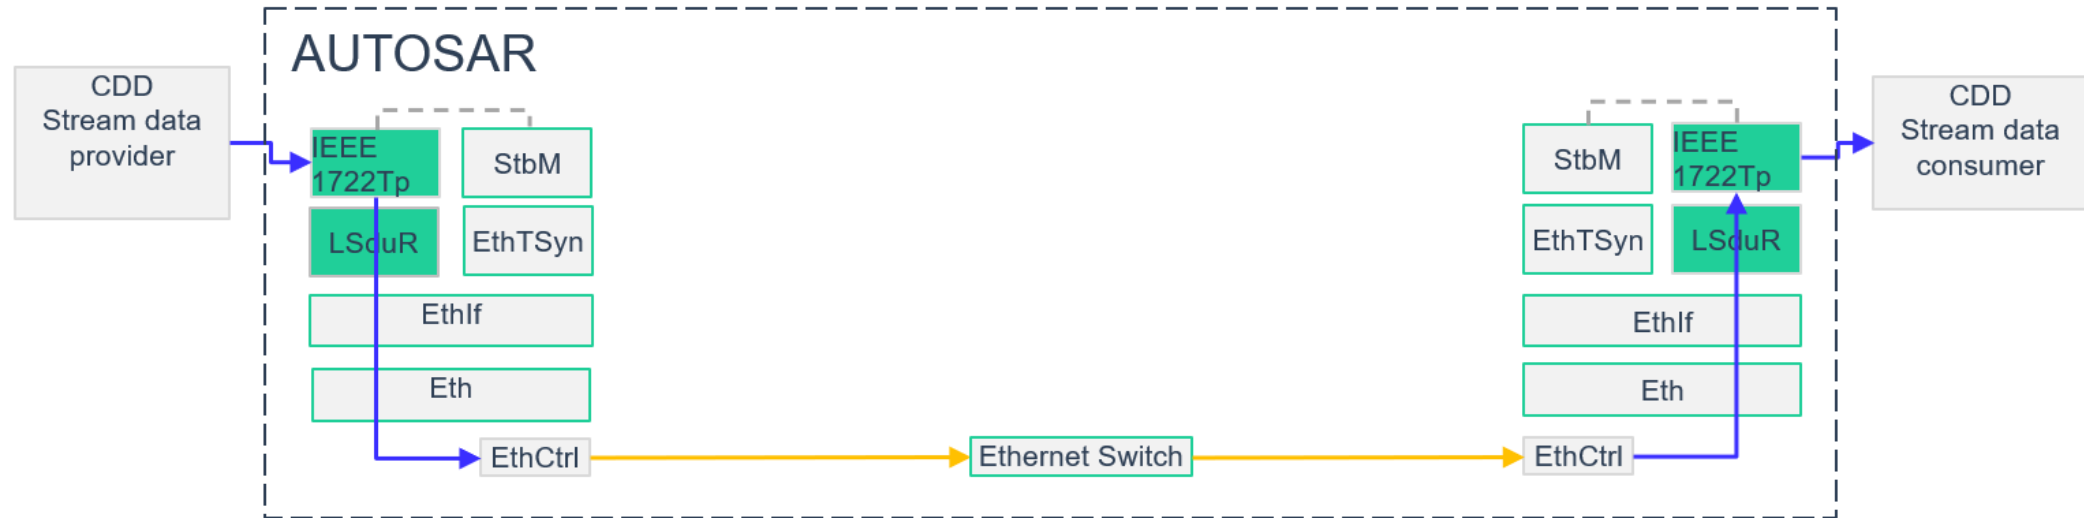 AUTOSAR
CDD
Stream data
provider
IEEE
1722Tp
StbM
LSduR
EthTSyn
EthIf
Eth
EthCtrl
Ethernet Switch
StbM
IEEE
1722Tp
EthTSyn
LSduR
EthIf
Eth
EthCtrl
CDD
Stream data
consumer